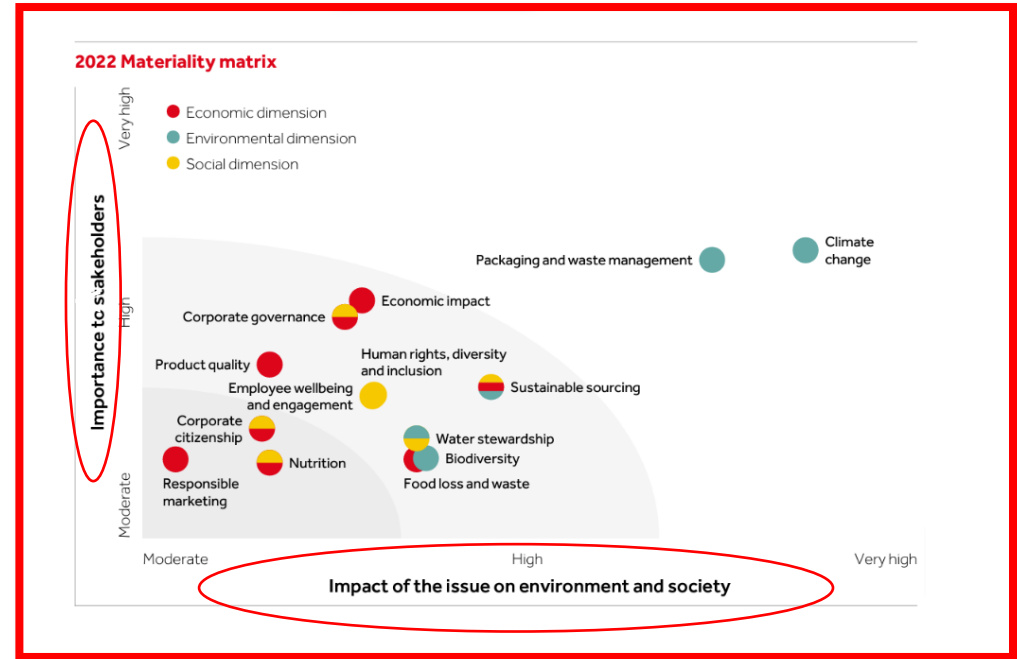 2022 Materiality matrix
Very high
Economic dimension
Environmental dimension
Social dimension
Importance to stakeholders
High
Moderate
Climate
change
Packaging and waste management
Economic impact
Corporate governance
Product quality
Human rights, diversity
and inclusion
Employee wellbeing
and engagement
Sustainable sourcing
Corporate
citizenship
Water stewardship
Biodiversity
Nutrition
Responsible
marketing
Food loss and waste
Moderate
High
Very high
Impact of the issue on environment and society